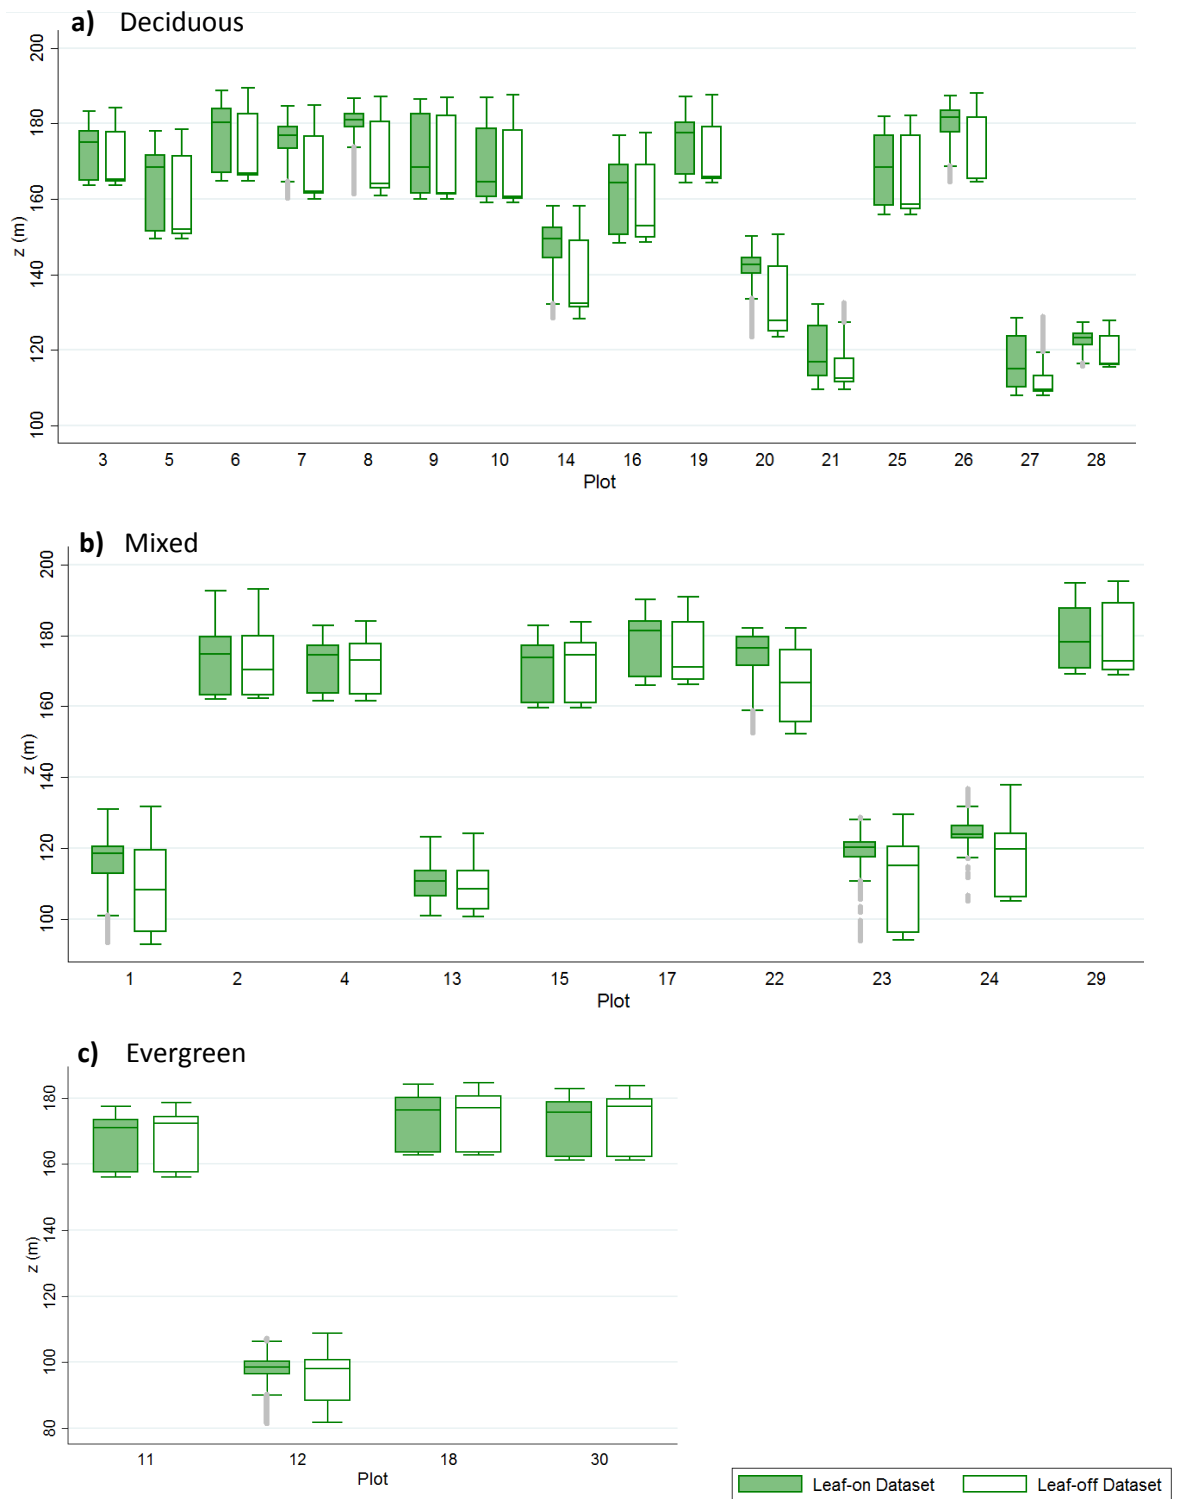 a) Deciduous
200
180
160
140
120
100
z (m)
3 5 6 7 8 9 10 14 16 19 20 21 25 26 27 28
Plot
b) Mixed
200
180
160
140
120
100
z (m)
1 2 4 13 15 17 22 23 24 29
Plot
c) Evergreen
180
160
140
120
100
80
z (m)
11 12 18 30
Plot
Leaf-on Dataset Leaf-off Dataset